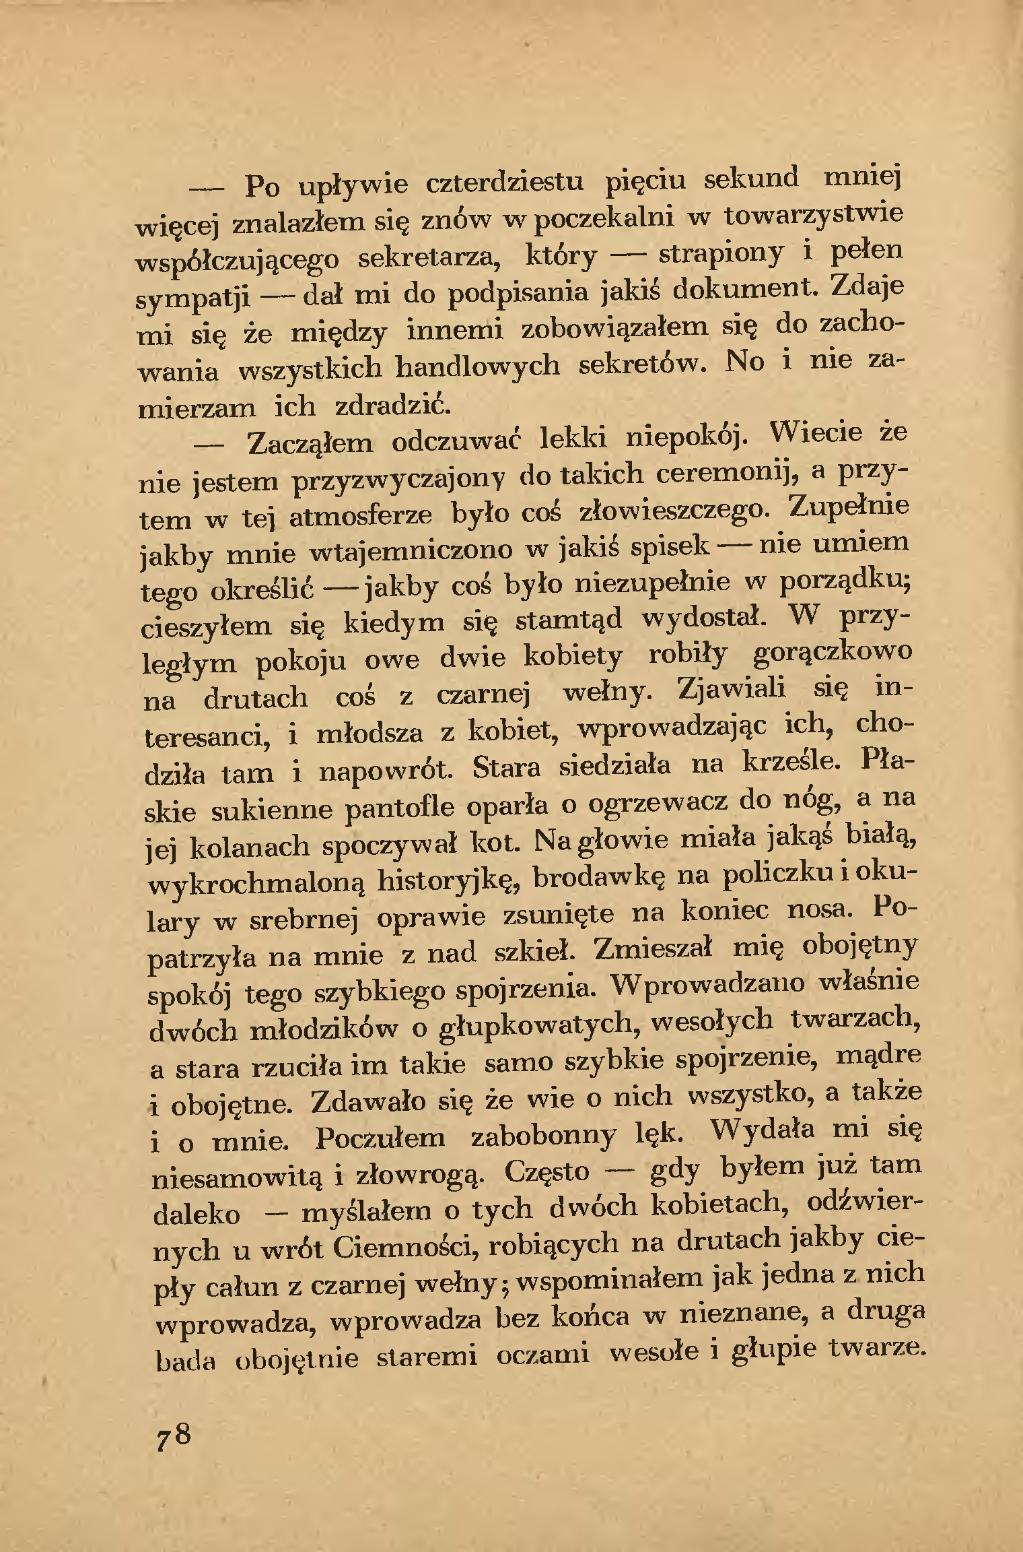 — Po upływie czterdziestu pięciu sekund mniej
więcej znalazłem się znów w poczekalni w towarzystwie
współczującego sekretarza, który — strapiony i pełen
sympatji — dał mi do podpisania jakiś dokument. Zdaje
mi się że między innemi zobowiązałem się do zacho-
wania wszystkich handlowych sekretów. No i nie za-
mierzam ich zdradzić.
— Zacząłem odczuwać lekki niepokój. Wiecie że
nie jestem przyzwyczajony do takich ceremonij, a przy-
tem w tej atmosferze było coś złowieszczego. Zupełnie
jakby mnie wtajemniczono w jakiś spisek — nie umiem
tego określić — jakby coś było niezupełnie w porządku;
cieszyłem się kiedym się stamtąd wydostał. W przy-
ległym pokoju owe dwie kobiety robiły gorączkowo
na drutach coś z czarnej wełny. Zjawiali się in-
teresanci, i młodsza z kobiet, wprowadzając ich, cho-
dziła tam i napowrót. Stara siedziała na krześle. Pła-
skie sukienne pantofle oparła o ogrzewacz do nóg, a na
jej kolanach spoczywał kot. Na głowie miała jakąś białą,
wykrochmaloną historyjkę, brodawkę na policzku i oku-
lary w srebrnej oprawie zsunięte na koniec nosa. Po-
patrzyła na mnie z nad szkieł. Zmieszał mię obojętny
spokój tego szybkiego spojrzenia. Wprowadzano właśnie
dwóch młodzików o głupkowatych, wesołych twarzach,
a stara rzuciła im takie samo szybkie spojrzenie, mądre
i obojętne. Zdawało się że wie o nich wszystko, a także
i o mnie. Poczułem zabobonny lęk. Wydała mi się
niesamowitą i złowrogą. Często — gdy byłem już tam
daleko — myślałem o tych dwóch kobietach, odźwier-
nych u wrót Ciemności, robiących na drutach jakby cie-
pły całun z czarnej wełny; wspominałem jak jedna z nich
wprowadza, wprowadza bez końca w nieznane, a druga
bada obojętnie staremi oczami wesołe i głupie twarze.
78